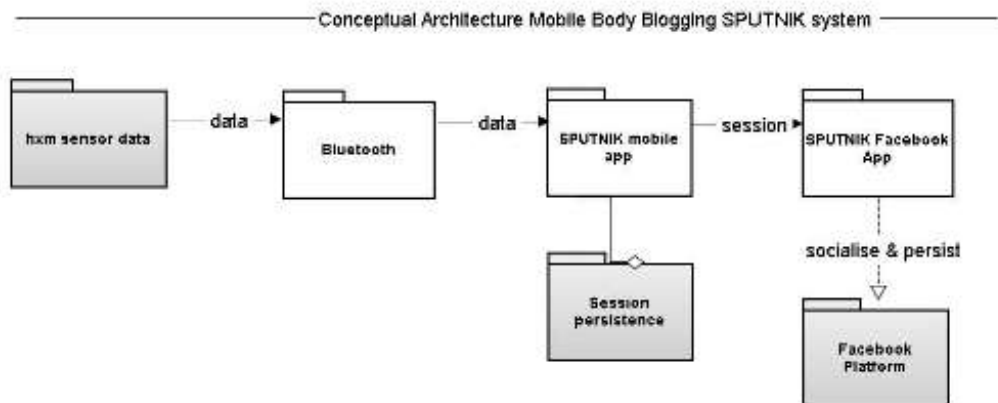 Conceptual Architecture Mobile Body Blogging SPUTNIK system
hxm sensor data
data
Bluetooth
data
SPUTNIK mobile
app
session
SPUTNIK Facebook
App
socialise & persist
Session
persistence
Facebook
Platform